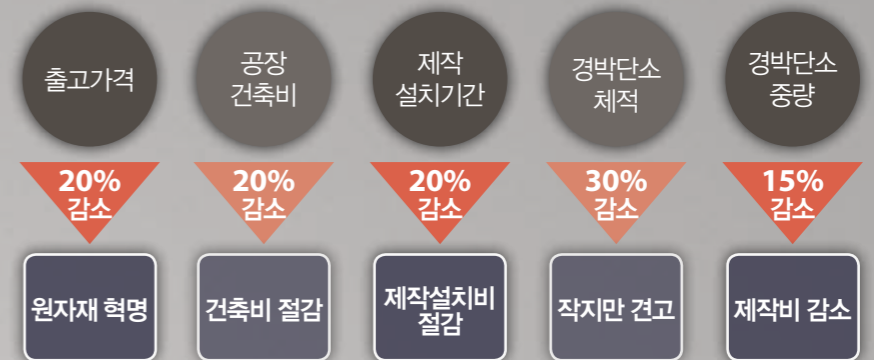 출고가격
공장
건축비
제작
설치기간
경박단소
체적
경박단소
중량
20%
감소
20%
감소
20%
감소
30%
감소
15%
감소
원자재 혁명
건축비 절감
제작설치비
절감
작지만 견고
제작비 감소